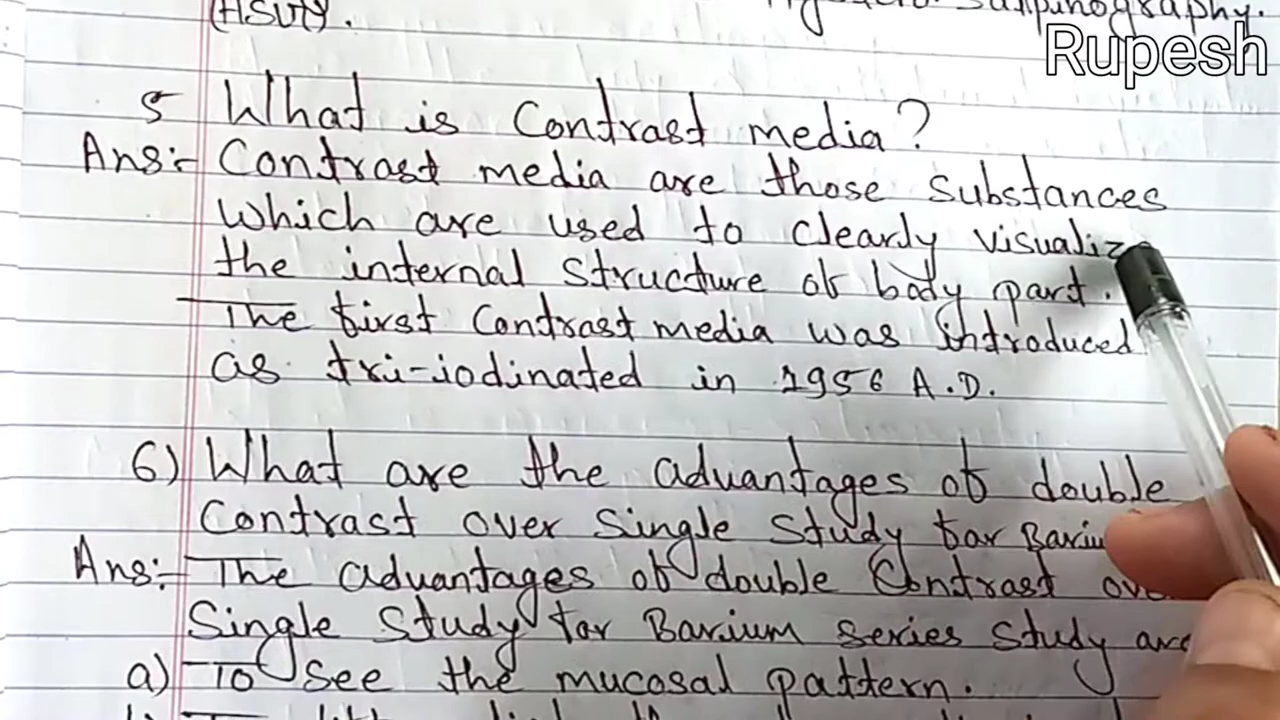 (HSG).
Salpinography.
Rupesh
5 What is Contrast media?
Ans:- Contrast media are those Substances
which are used to clearly visualize
the internal structure of body part.
The first Contrast media was introduced
as tri-iodinated in 1956 A.D.
6) What are the advantages of double
Contrast over Single Study for Barium
Ans:- The advantages of double Contrast over
Single Study for Barium series study are
a) To see the mucosal pattern.